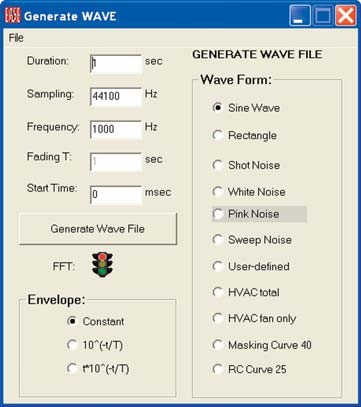 EASE Generate WAVE
File
Duration: 1 sec
Sampling: 44100 Hz
Frequency: 1000 Hz
Fading T: 1 sec
Start Time: 0 msec
Generate Wave File
FFT:
Envelope:
Constant
10^(-t/T)
t*10^(-t/T)
GENERATE WAVE FILE
Wave Form:
Sine Wave
Rectangle
Shot Noise
White Noise
Pink Noise
Sweep Noise
User-defined
HVAC total
HVAC fan only
Masking Curve 40
RC Curve 25